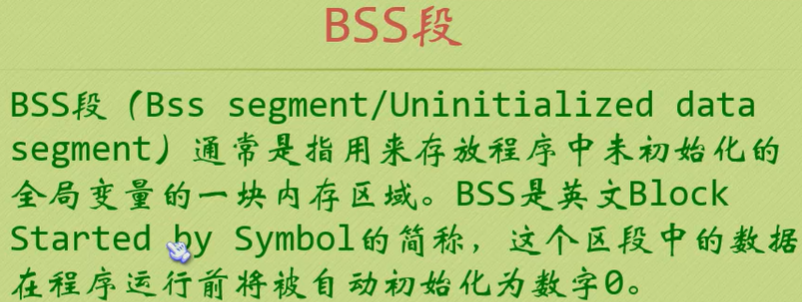 BSS段
BSS段（Bss segment/Uninitialized data
segment）通常是指用来存放程序中未初始化的
全局变量的一块内存区域。BSS是英文Block
Started by Symbol的简称，这个区段中的数据
在程序运行前将被自动初始化为数字0。